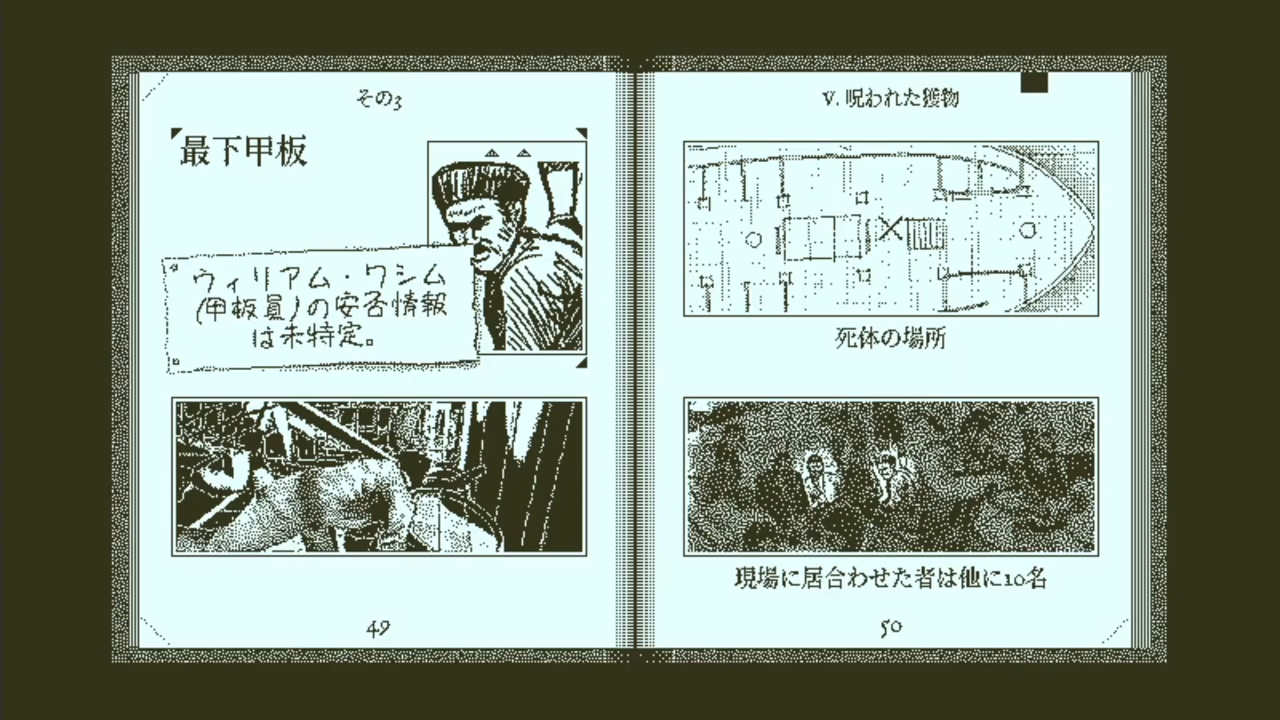 その3
最下甲板
ウィリアム・ワシム
(甲板員)の安否情報
は未特定。
49
V. 呪われた獲物
死体の場所
現場に居合わせた者は他に10名
50